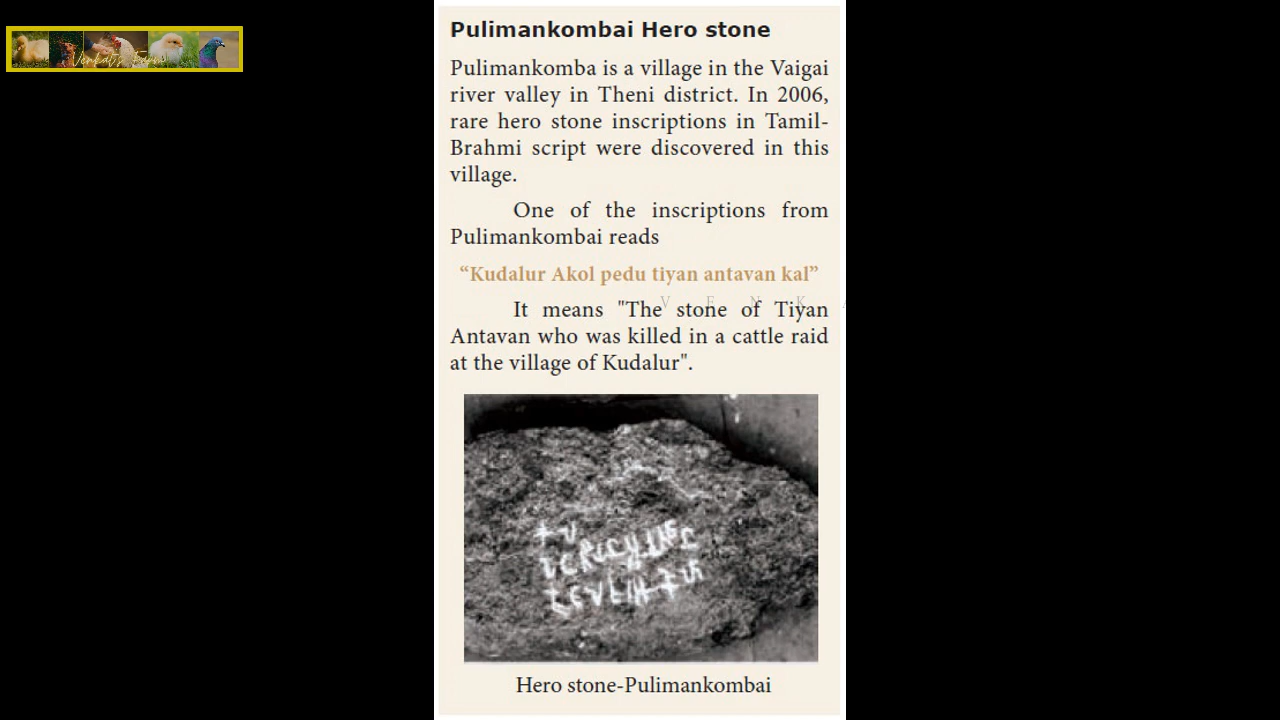 Pulimankombai Hero stone
Pulimankomba is a village in the Vaigai
river valley in Theni district. In 2006,
rare hero stone inscriptions in Tamil-
Brahmi script were discovered in this
village.
One of the inscriptions from
Pulimankombai reads
“Kudalur Akol pedu tiyan antavan kal”
It means "The stone of Tiyan
Antavan who was killed in a cattle raid
at the village of Kudalur".
Hero stone-Pulimankombai